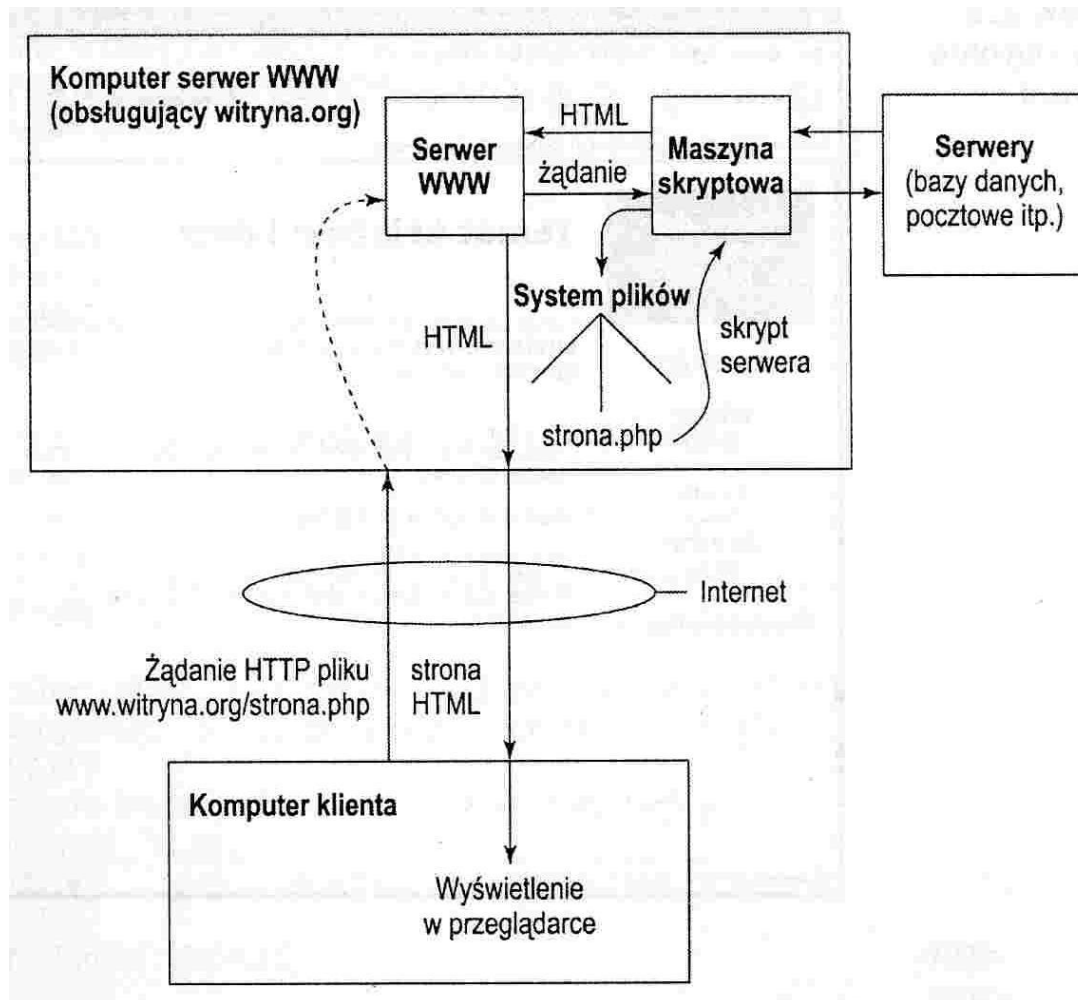 Komputer serwer WWW
(obsługujący witryna.org)
Serwer
WWW
HTML
żądanie
Maszyna
skryptowa
Serwery
(bazy danych,
pocztowe itp.)
System plików
HTML
skrypt
serwera
strona.php
Internet
Żądanie HTTP pliku
www.witryna.org/strona.php
strona
HTML
Komputer klienta
Wyświetlenie
w przeglądarce